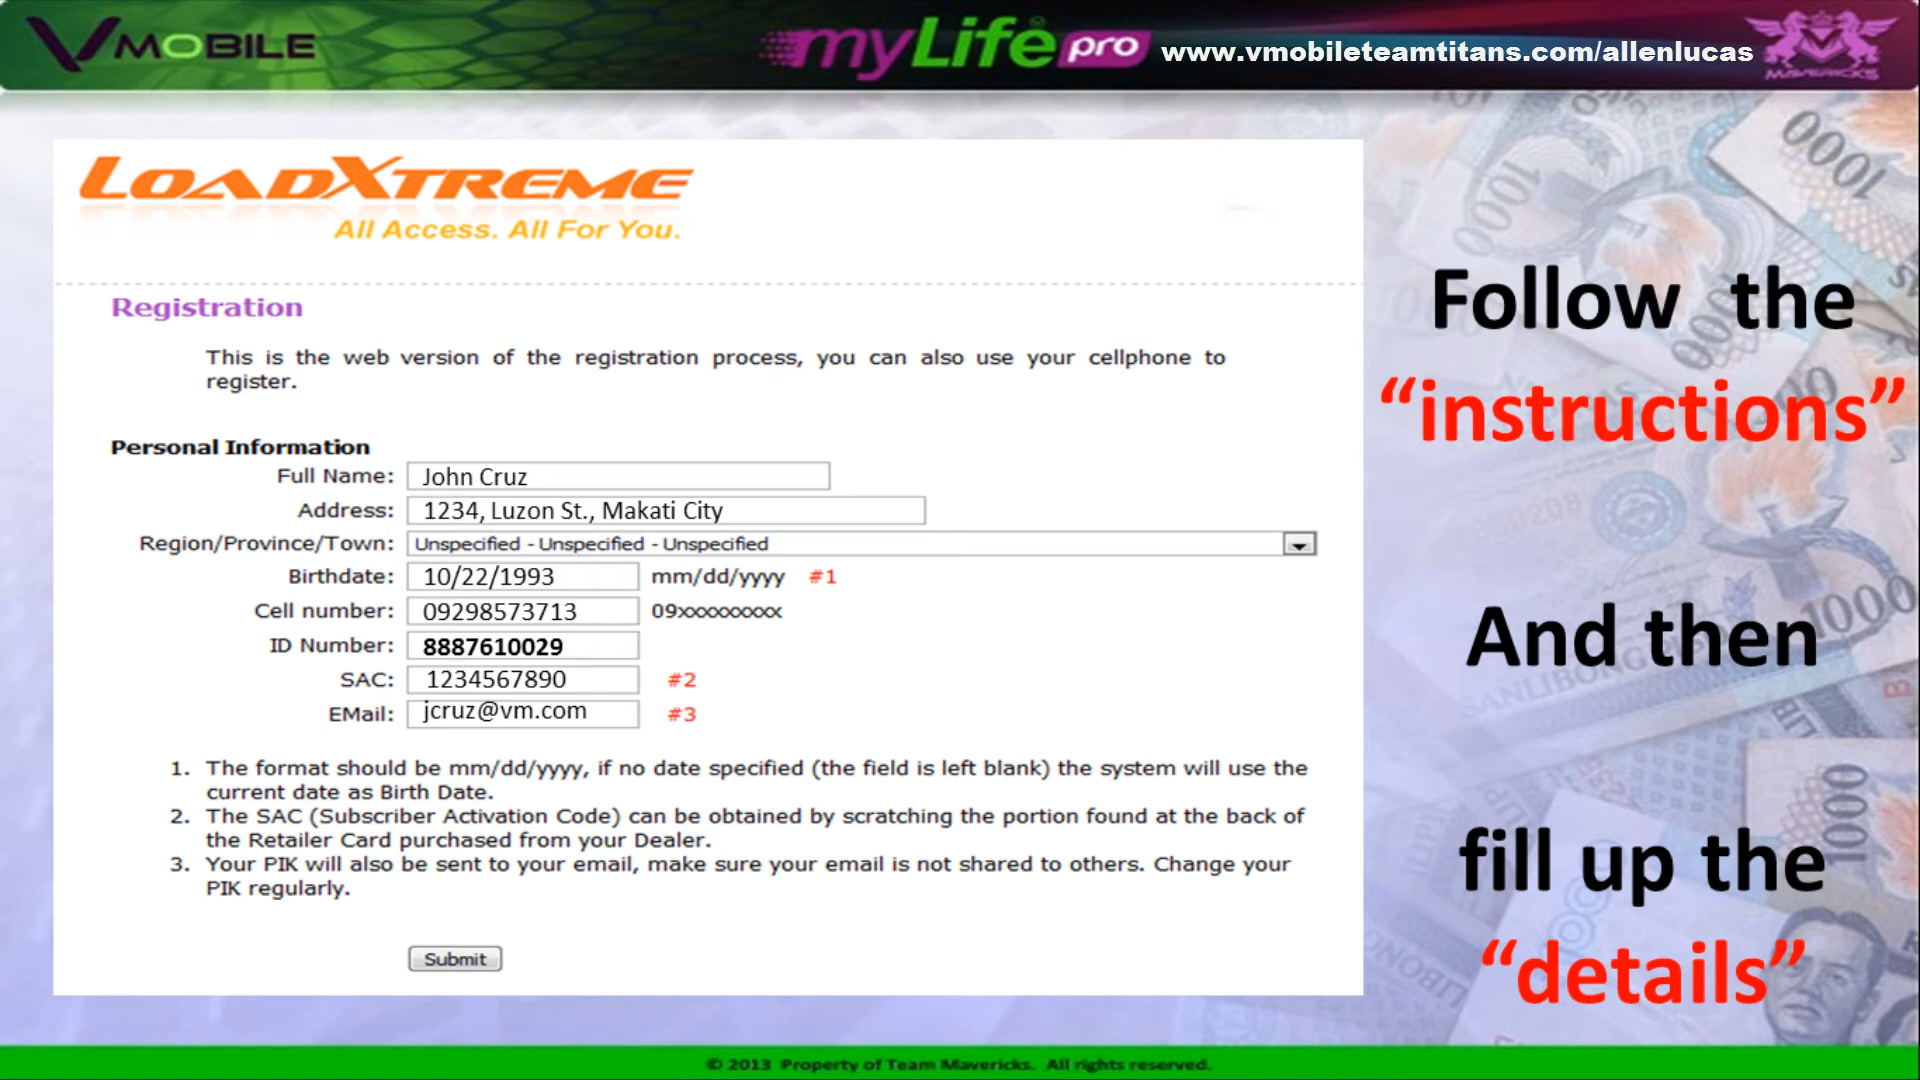 VMOBILE
myLife pro
www.vmobileteamtitans.com/allenlucas
MAVERICKS
LOADXTREME
All Access. All For You.
Registration
This is the web version of the registration process, you can also use your cellphone to
register.
Personal Information
Full Name: John Cruz
Address: 1234, Luzon St., Makati City
Region/Province/Town: Unspecified - Unspecified - Unspecified
Birthdate: 10/22/1993 mm/dd/yyyy #1
Cell number: 09298573713 09xxxxxxxxx
ID Number: 8887610029
SAC: 1234567890 #2
EMail: jcruz@vm.com #3
1. The format should be mm/dd/yyyy, if no date specified (the field is left blank) the system will use the
current date as Birth Date.
2. The SAC (Subscriber Activation Code) can be obtained by scratching the portion found at the back of
the Retailer Card purchased from your Dealer.
3. Your PIK will also be sent to your email, make sure your email is not shared to others. Change your
PIK regularly.
Submit
Follow the
“instructions”
And then
fill up the
“details”
1000
1000
1000
© 2013 Property of Team Mavericks. All rights reserved.